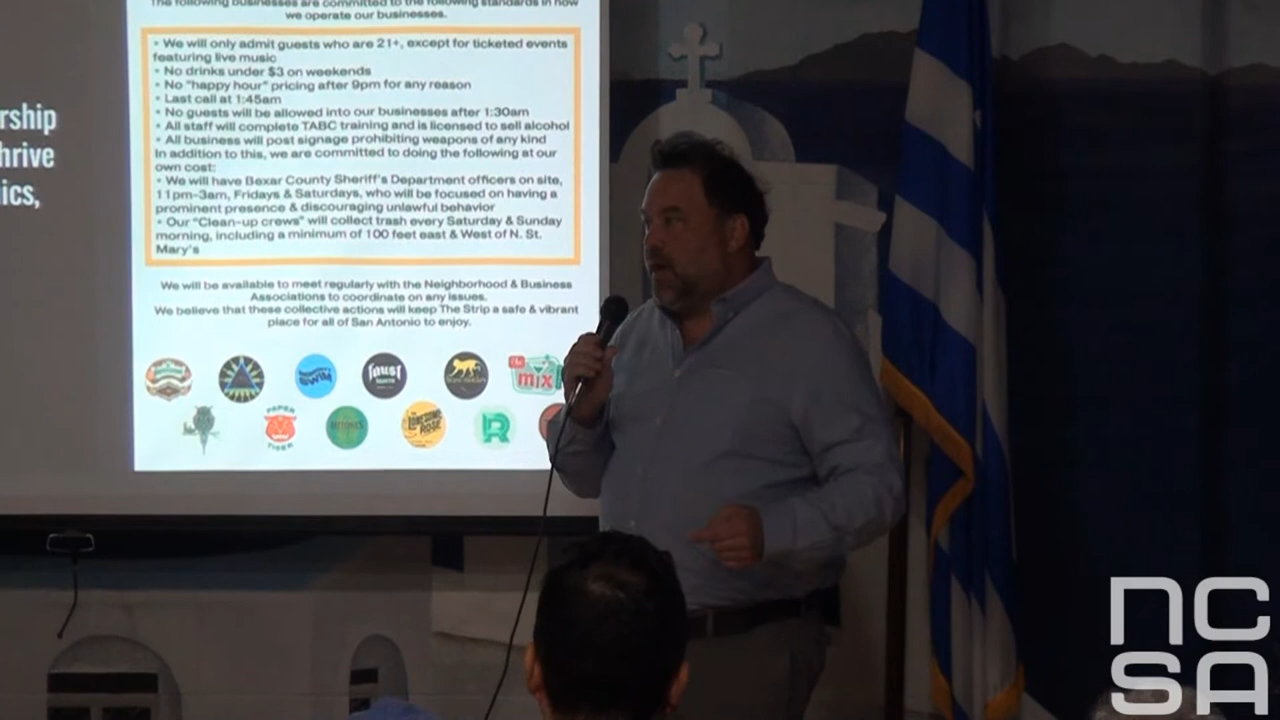 The following businesses are committed to the following standards in how
we operate our businesses.
• We will only admit guests who are 21+, except for ticketed events
featuring live music
• No drinks under $3 on weekends
• No "happy hour" pricing after 9pm for any reason
• Last call at 1:45am
• No guests will be allowed into our businesses after 1:30am
• All staff will complete TABC training and is licensed to sell alcohol
• All business will post signage prohibiting weapons of any kind
In addition to this, we are committed to doing the following at our
own cost:
• We will have Bexar County Sheriff's Department officers on site,
11pm-3am, Fridays & Saturdays, who will be focused on having a
prominent presence & discouraging unlawful behavior
• Our "Clean-up crews" will collect trash every Saturday & Sunday
morning, including a minimum of 100 feet east & West of N. St.
Mary's
We will be available to meet regularly with the Neighborhood & Business
Associations to coordinate on any issues.
We believe that these collective actions will keep The Strip a safe & vibrant
place for all of San Antonio to enjoy.
rship
hrive
ics,
SWIM
faust
the
mix
PAPER
TIGER
LONESOME
ROSE
R
NC
SA